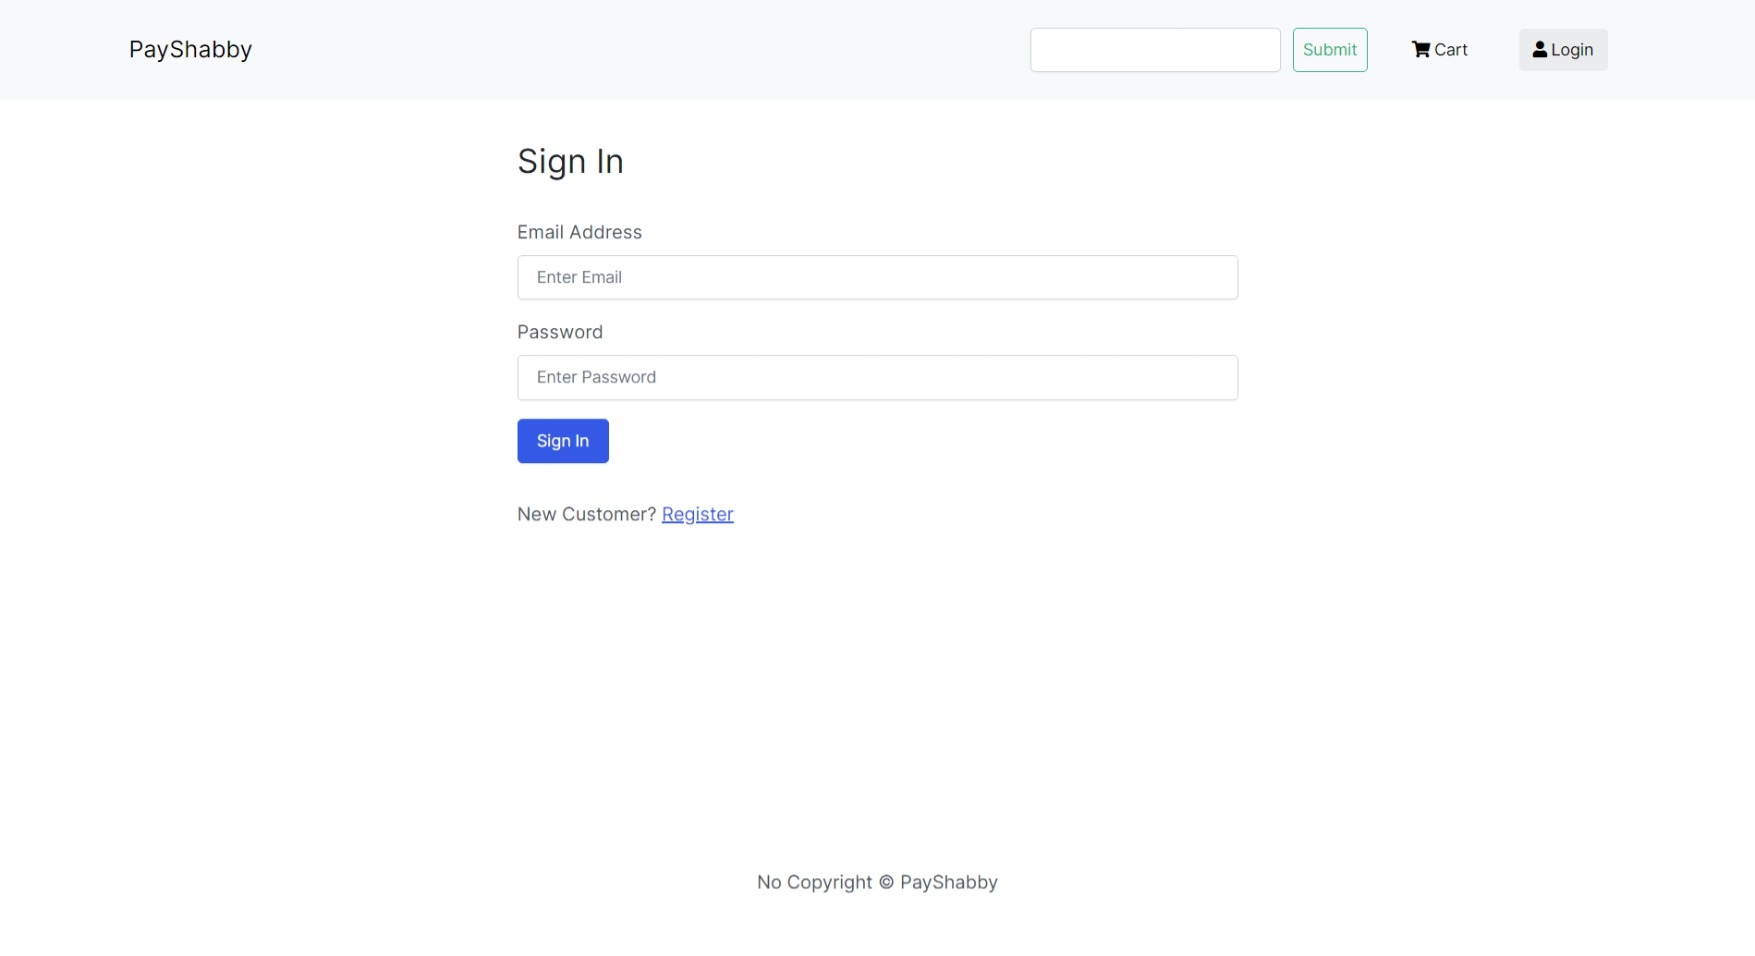 PayShabby
Submit
Cart
Login
Sign In
Email Address
Enter Email
Password
Enter Password
Sign In
New Customer? Register
No Copyright © PayShabby